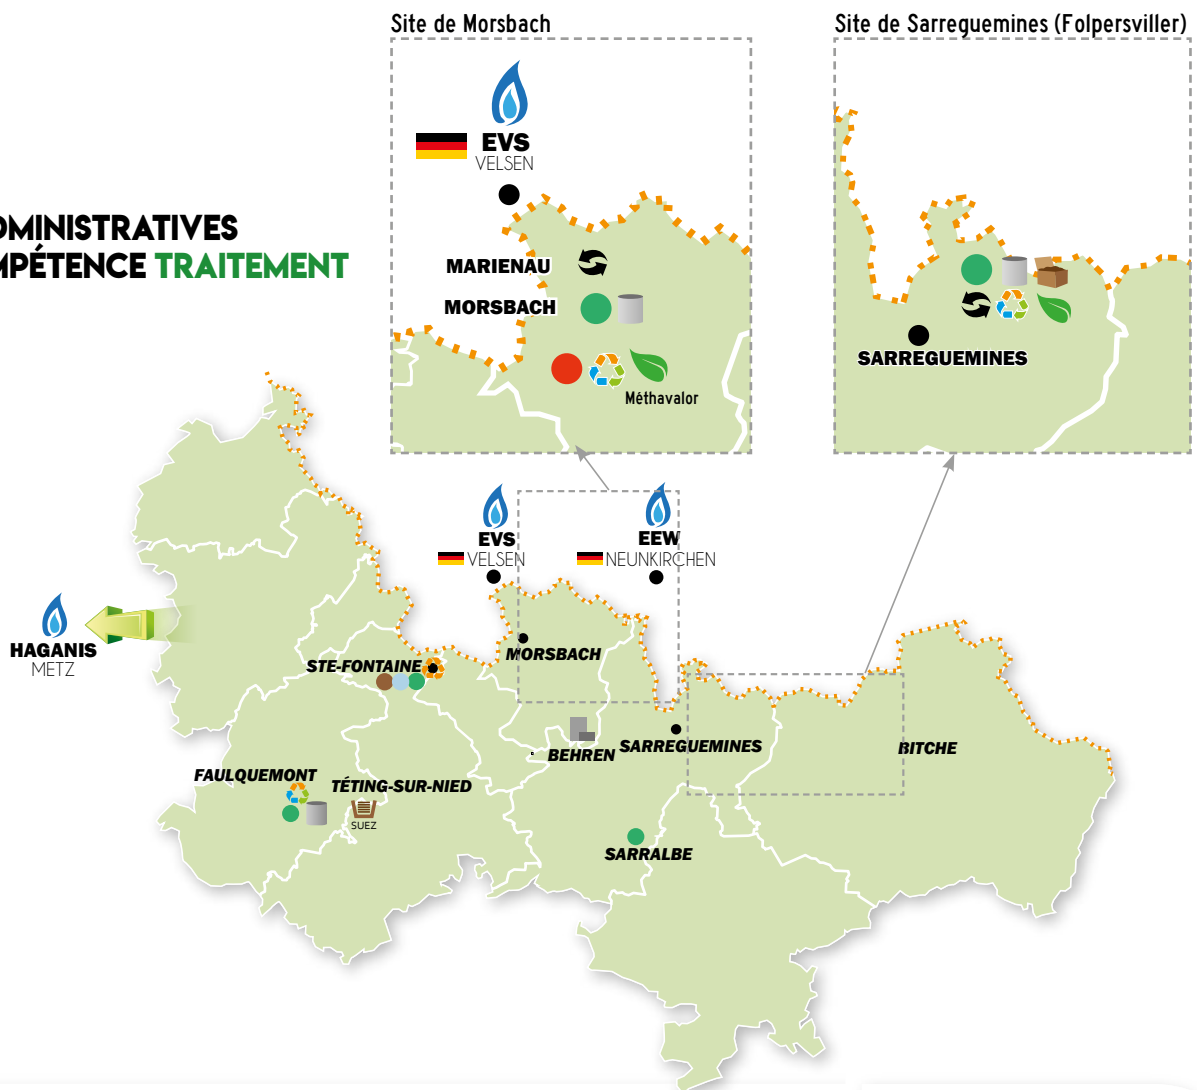 Site de Morsbach
Site de Sarreguemines (Folpersviller)
EVS
VELSEN
DMINISTRATIVES
MPÉTENCE TRAITEMENT
MARIENAU
MORSBACH
Méthavalor
SARREGUEMINES
EVS
VELSEN
EEW
NEUNKIRCHEN
HAGANIS
METZ
STE-FONTAINE
MORSBACH
BEHREN
SARREGUEMINES
BITCHE
FAULQUEMONT
TÉTING-SUR-NIED
SUEZ
SARRALBE